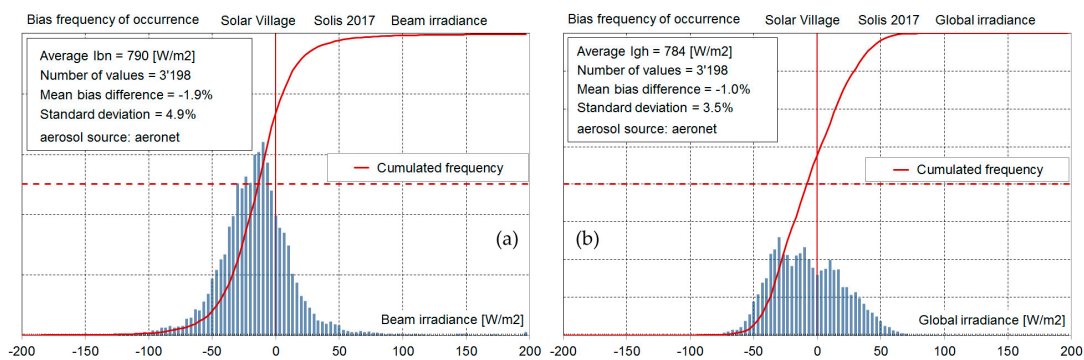 Bias frequency of occurrence Solar Village Solis 2017 Beam irradiance
Average Ibn = 790 [W/m2]
Number of values = 3'198
Mean bias difference = -1.9%
Standard deviation = 4.9%
aerosol source: aeronet
Cumulated frequency
(a)
Beam irradiance [W/m2]
-200 -150 -100 -50 0 50 100 150 200
Bias frequency of occurrence Solar Village Solis 2017 Global irradiance
Average Igh = 784 [W/m2]
Number of values = 3'198
Mean bias difference = -1.0%
Standard deviation = 3.5%
aerosol source: aeronet
Cumulated frequency
(b)
Global irradiance [W/m2]
-200 -150 -100 -50 0 50 100 150 200